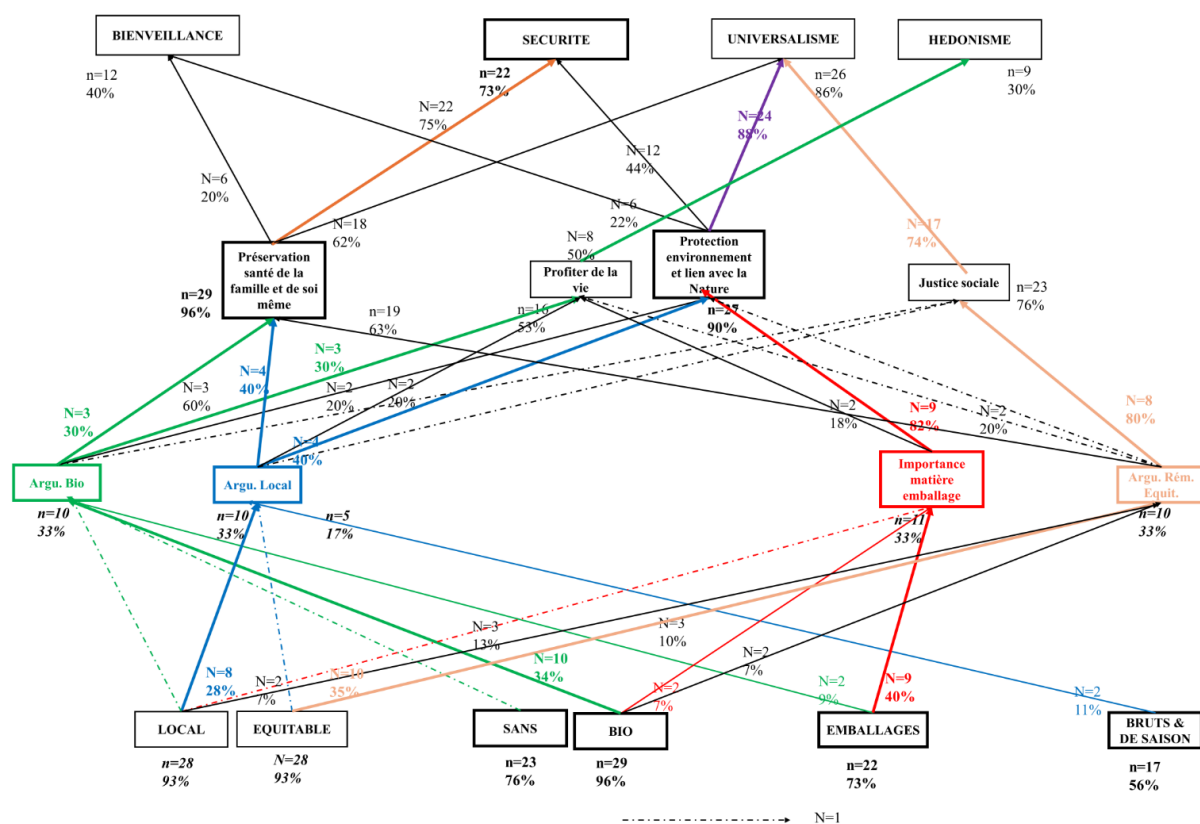 BIENVEILLANCE
SECURITE
UNIVERSALISME
HEDONISME
n=12
40%
n=22
73%
n=26
86%
n=9
30%
N=22
75%
N=24
88%
N=12
44%
N=6
20%
N=6
22%
N=18
62%
N=8
50%
N=17
74%
Préservation
santé de la
famille et de soi
même
Profiter de la
vie
Protection
environnement
et lien avec la
Nature
Justice sociale
n=29
96%
n=19
63%
n=16
53%
n=27
90%
n=23
76%
N=3
30%
N=4
40%
N=3
60%
N=2
20%
N=2
20%
N=3
30%
N=4
40%
N=2
18%
N=9
82%
N=2
20%
N=8
80%
Argu. Bio
Argu. Local
Importance
matière
emballage
Argu. Rém.
Equit.
n=10
33%
n=10
33%
n=5
17%
n=11
33%
n=10
33%
N=3
13%
N=3
10%
N=8
28%
N=2
7%
N=10
35%
N=10
34%
N=2
7%
N=2
7%
N=2
9%
N=9
40%
N=2
11%
LOCAL
EQUITABLE
SANS
BIO
EMBALLAGES
BRUTS &
DE SAISON
n=28
93%
N=28
93%
n=23
76%
n=29
96%
n=22
73%
n=17
56%
N=1